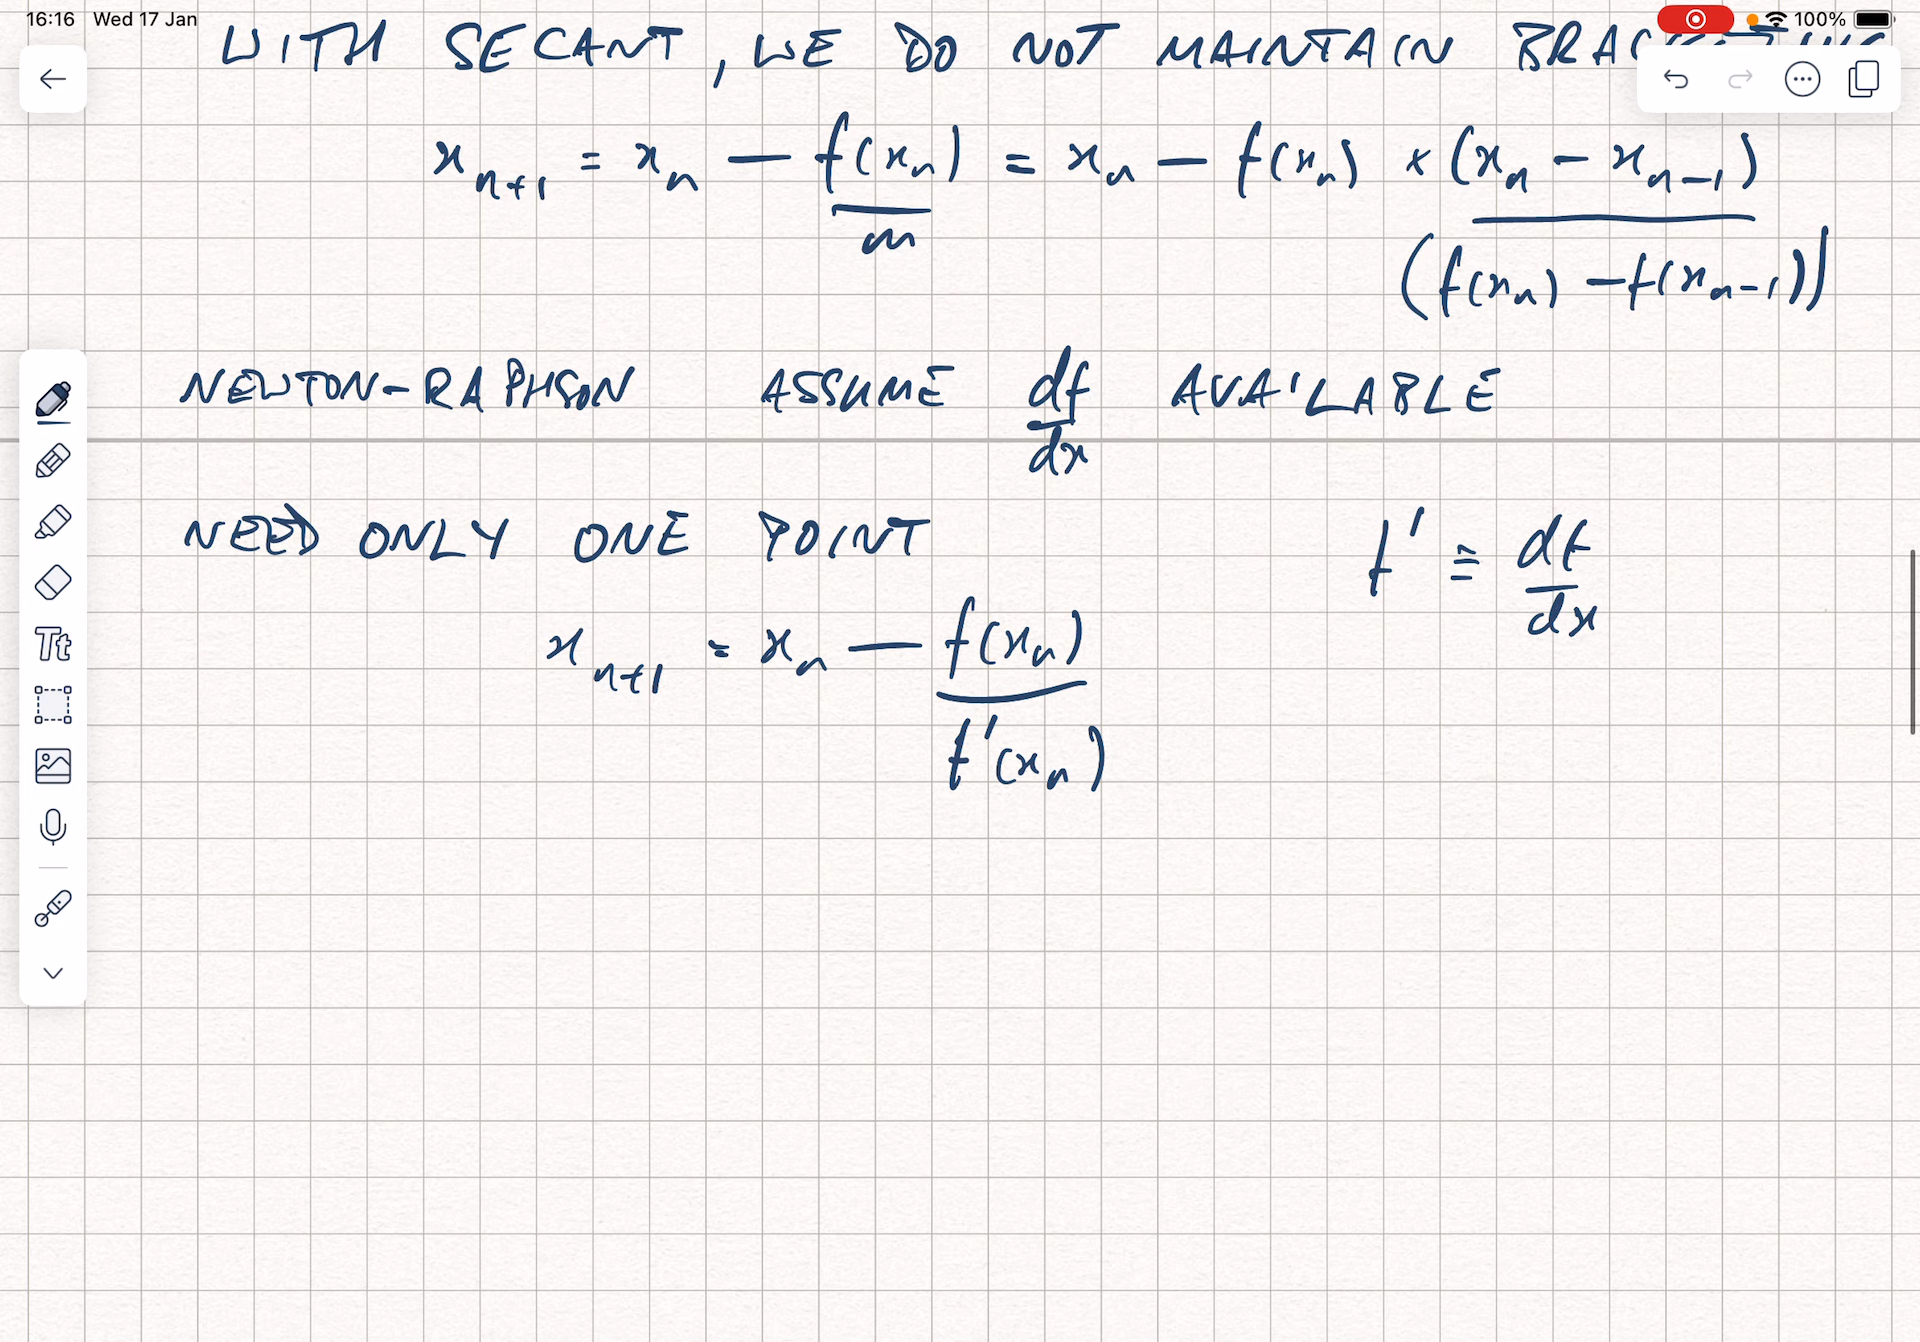 16:16 Wed 17 Jan 100%
WITH SECANT, WE DO NOT MAINTAIN
x_{n+1} = x_n — f(x_n)/m = x_n — f(x_n) × (x_n - x_{n-1})/(f(x_n) - f(x_{n-1}))
NEWTON-RAPHSON ASSUME df/dx AVAILABLE
NEED ONLY ONE POINT f' ≡ df/dx
x_{n+1} = x_n — f(x_n)/f'(x_n)
Tt